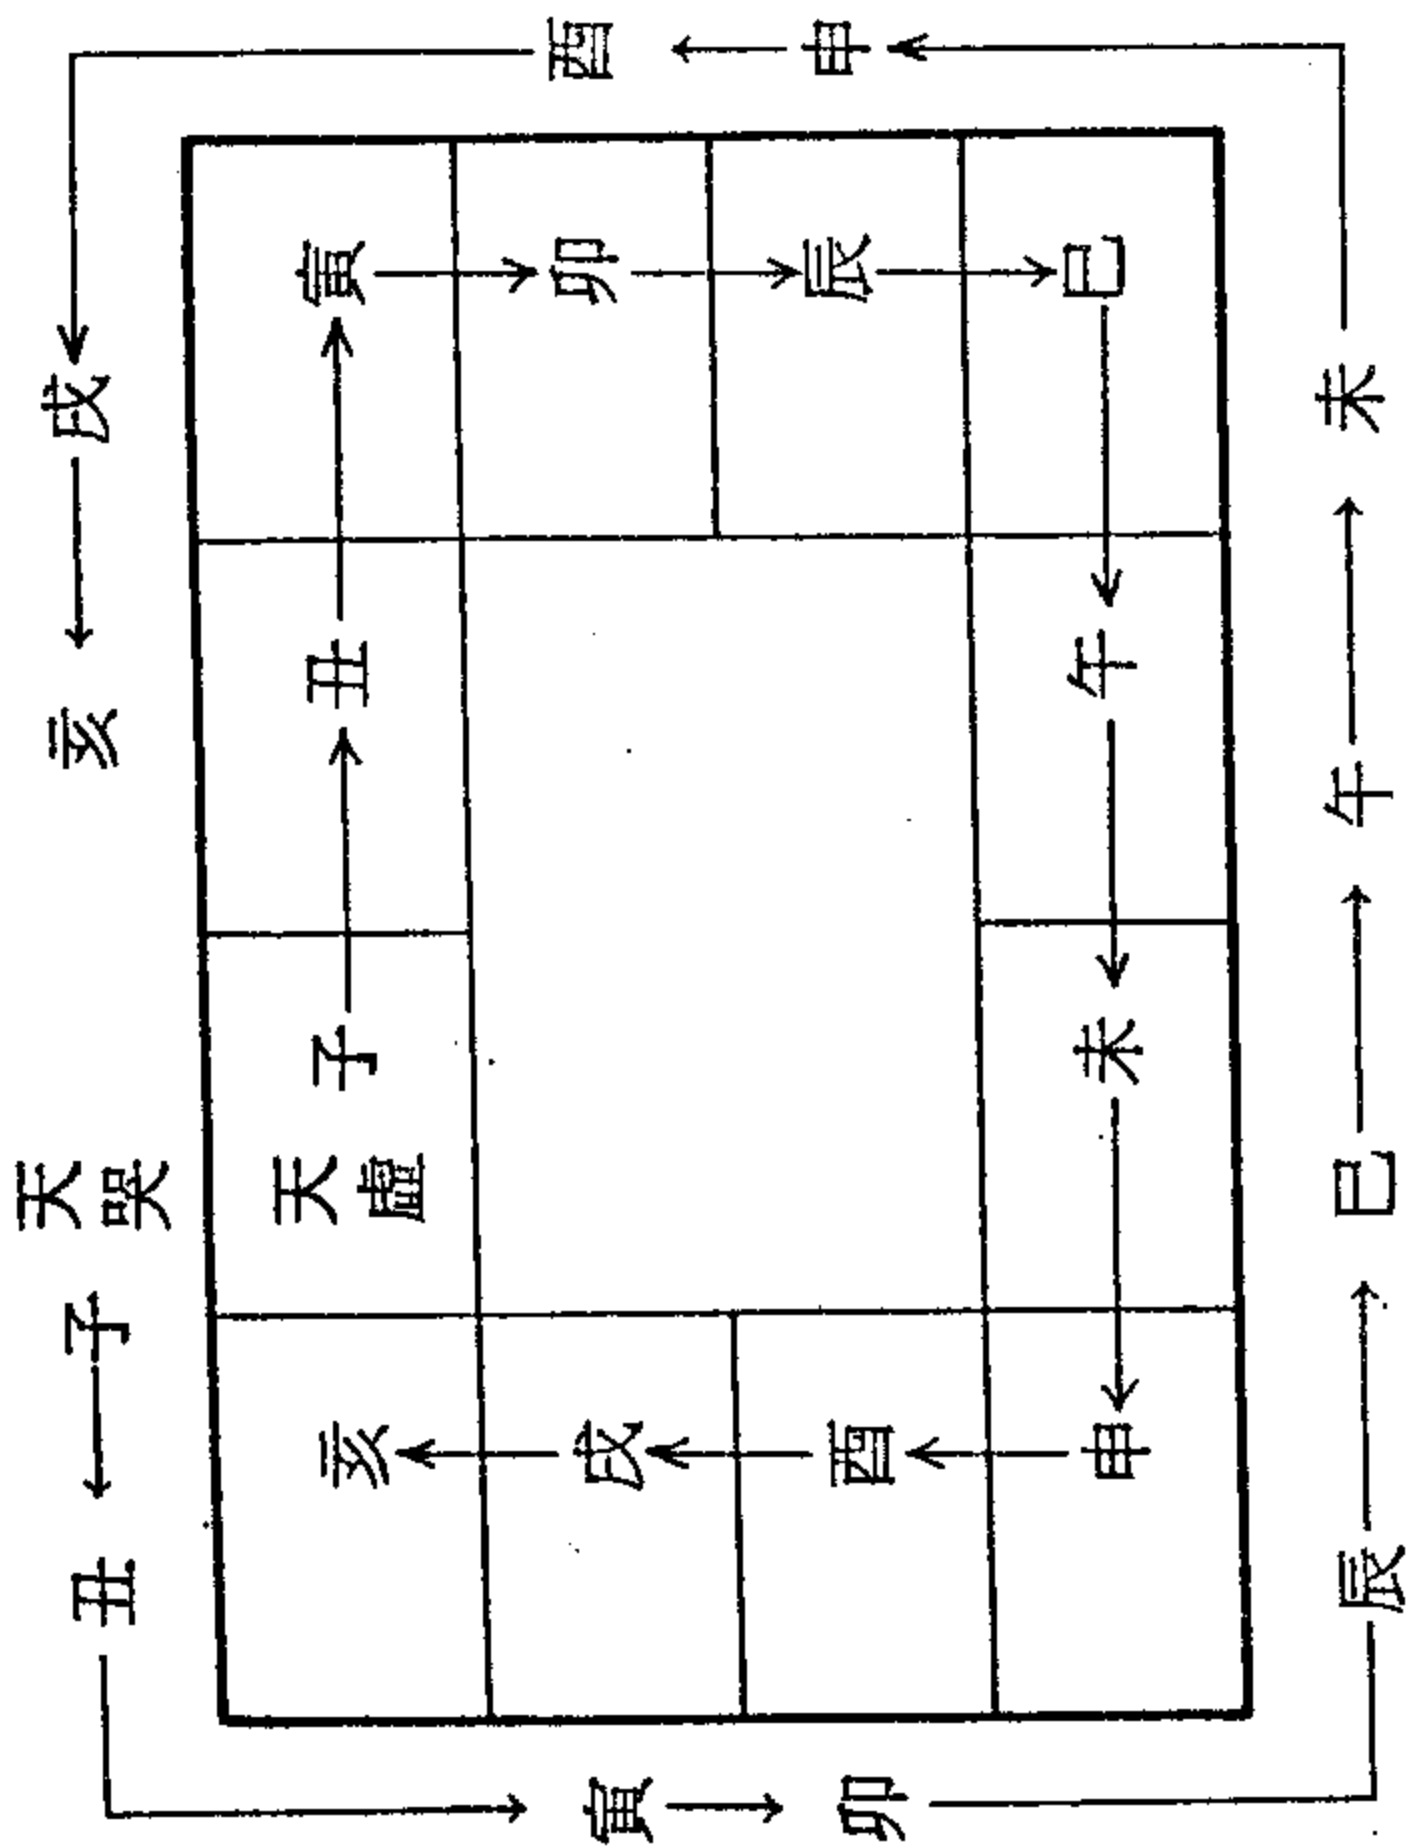 天哭
子
丑
寅
卯
辰
巳
午
未
申
酉
戌
亥
天虛
子
丑
寅
卯
辰
巳
午
未
申
酉
戌
亥